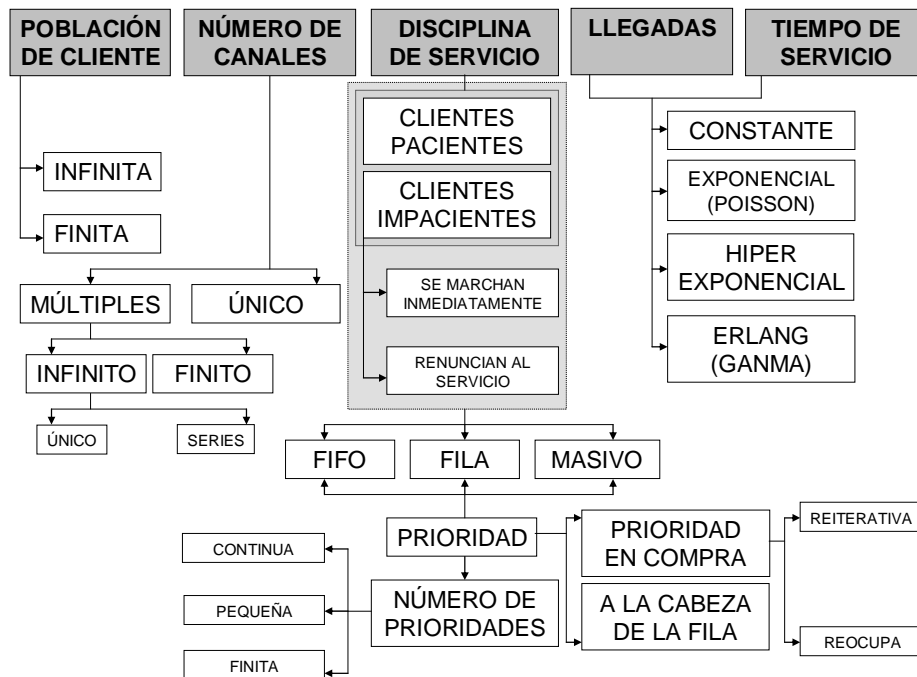 POBLACIÓN
DE CLIENTE
NÚMERO DE
CANALES
DISCIPLINA
DE SERVICIO
LLEGADAS
TIEMPO DE
SERVICIO
CLIENTES
PACIENTES
CLIENTES
IMPACIENTES
SE MARCHAN
INMEDIATAMENTE
RENUNCIAN AL
SERVICIO
CONSTANTE
EXPONENCIAL
(POISSON)
HIPER
EXPONENCIAL
ERLANG
(GANMA)
INFINITA
FINITA
MÚLTIPLES
ÚNICO
INFINITO
FINITO
ÚNICO
SERIES
FIFO
FILA
MASIVO
PRIORIDAD
PRIORIDAD
EN COMPRA
REITERATIVA
CONTINUA
NÚMERO DE
PRIORIDADES
A LA CABEZA
DE LA FILA
PEQUEÑA
REOCUPA
FINITA